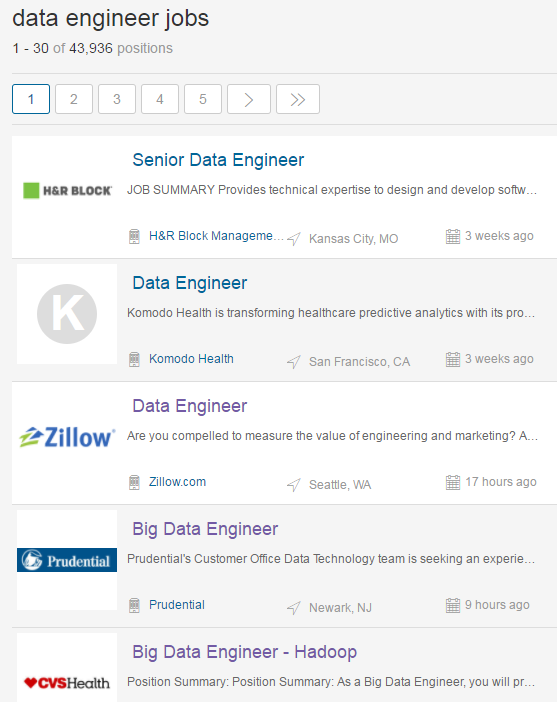 data engineer jobs
1 - 30 of 43,936 positions
1 2 3 4 5 > >>
Senior Data Engineer
H&R BLOCK
JOB SUMMARY Provides technical expertise to design and develop softw…
H&R Block Manageme… Kansas City, MO 3 weeks ago
Data Engineer
K
Komodo Health is transforming healthcare predictive analytics with its pro…
Komodo Health San Francisco, CA 3 weeks ago
Data Engineer
Zillow
Are you compelled to measure the value of engineering and marketing? A…
Zillow.com Seattle, WA 17 hours ago
Big Data Engineer
Prudential
Prudential's Customer Office Data Technology team is seeking an experie…
Prudential Newark, NJ 9 hours ago
Big Data Engineer - Hadoop
CVSHealth
Position Summary: Position Summary: As a Big Data Engineer, you will pr…